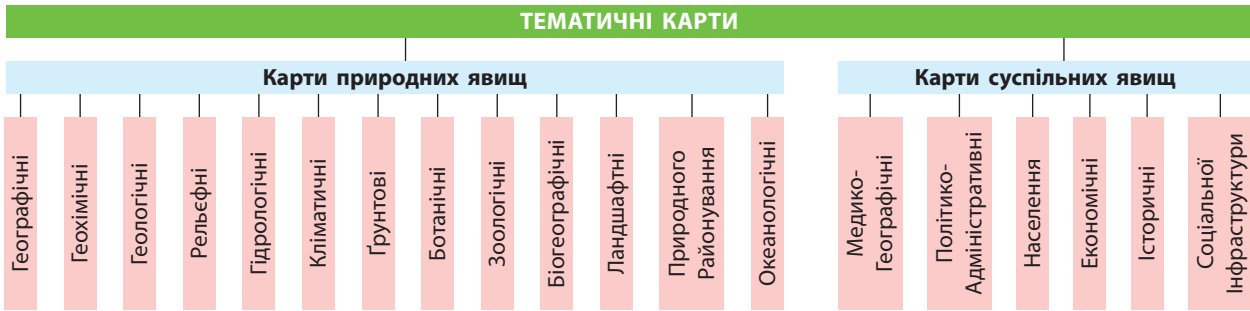 ТЕМАТИЧНІ КАРТИ
Карти природних явищ
Карти суспільних явищ
Географічні
Геохімічні
Геологічні
Рельєфні
Гідрологічні
Кліматичні
Ґрунтові
Ботанічні
Зоологічні
Біогеографічні
Ландшафтні
Природного
Районування
Океанологічні
Медико-
Географічні
Політико-
Адміністративні
Населення
Економічні
Історичні
Соціальної
Інфраструктури